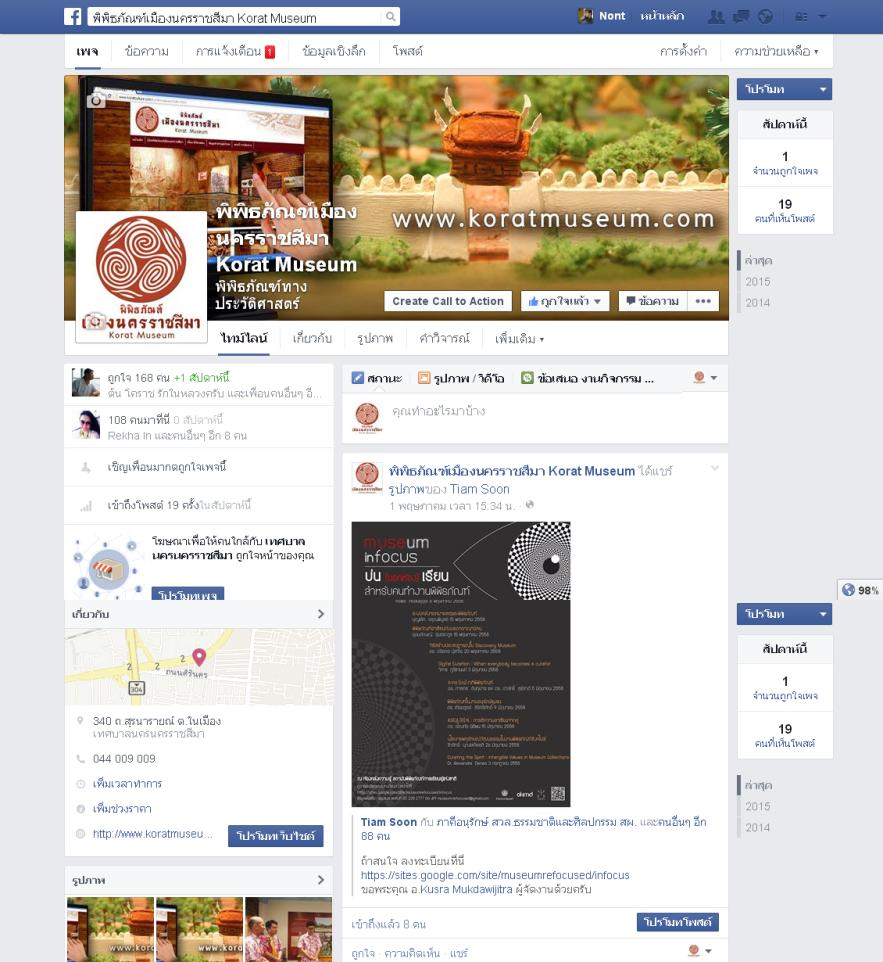 พิพิธภัณฑ์เมืองนครราชสีมา Korat Museum
Nont หน้าหลัก
เพจ ข้อความ การแจ้งเตือน 1 ข้อมูลเชิงลึก โพสต์ การตั้งค่า ความช่วยเหลือ
พิพิธภัณฑ์
เมืองนครราชสีมา
Korat Museum
www.koratmuseum.com
พิพิธภัณฑ์เมือง
นครราชสีมา
Korat Museum
พิพิธภัณฑ์ทาง
ประวัติศาสตร์
พิพิธภัณฑ์
เมืองนครราชสีมา
Korat Museum
Create Call to Action ถูกใจแล้ว ข้อความ •••
ไทม์ไลน์ เกี่ยวกับ รูปภาพ คำวิจารณ์ เพิ่มเติม
โปรโมท
สัปดาห์นี้
1
จำนวนถูกใจเพจ
19
คนที่เห็นโพสต์
ล่าสุด
2015
2014
ถูกใจ 168 คน +1 สัปดาห์นี้
ต้น โคราช รักในหลวงครับ และเพื่อนคนอื่นๆ อี...
108 คนมาที่นี่ 0 สัปดาห์นี้
Rekha In และคนอื่นๆ อีก 8 คน
เชิญเพื่อนมากดถูกใจเพจนี้
เข้าถึงโพสต์ 19 ครั้งในสัปดาห์นี้
โฆษณาเพื่อให้คนใกล้กับ เทศบาล
นครนครราชสีมา ถูกใจหน้าของคุณ
โปรโมทเพจ
เกี่ยวกับ
2
2
304
ถนนศิรินคร
340 ถ.สุรนารายณ์ ต.ในเมือง
เทศบาลนครนครราชสีมา
044 009 009
เพิ่มเวลาทำการ
เพิ่มช่วงราคา
http://www.koratmuseu... โปรโมทเว็บไซต์
รูปภาพ
www.kora www.kora
สถานะ รูปภาพ / วิดีโอ ข้อเสนอ งานกิจกรรม ...
คุณทำอะไรมาบ้าง
พิพิธภัณฑ์เมืองนครราชสีมา Korat Museum ได้แชร์
รูปภาพของ Tiam Soon
1 พฤษภาคม เวลา 15:34 น. ·
museum
infocus
บ่น (นอกห้อง) เรียน
สำหรับคนทำงานพิพิธภัณฑ์
Digital Curation : When everybody becomes a curator
Curating the Spirit : Intangible Values in Museum Collections
Tiam Soon กับ ภาคีอนุรักษ์ สวล.ธรรมชาติและศิลปกรรม สผ. และคนอื่นๆ อีก
88 คน
ถ้าสนใจ ลงทะเบียนที่นี่
https://sites.google.com/site/museumrefocused/infocus
ขอพระคุณ อ.Kusra Mukdawijitra ผู้จัดงานด้วยครับ
เข้าถึงแล้ว 8 คน โปรโมทโพสต์
ถูกใจ · ความคิดเห็น · แชร์
98%
โปรโมท
สัปดาห์นี้
1
จำนวนถูกใจเพจ
19
คนที่เห็นโพสต์
ล่าสุด
2015
2014